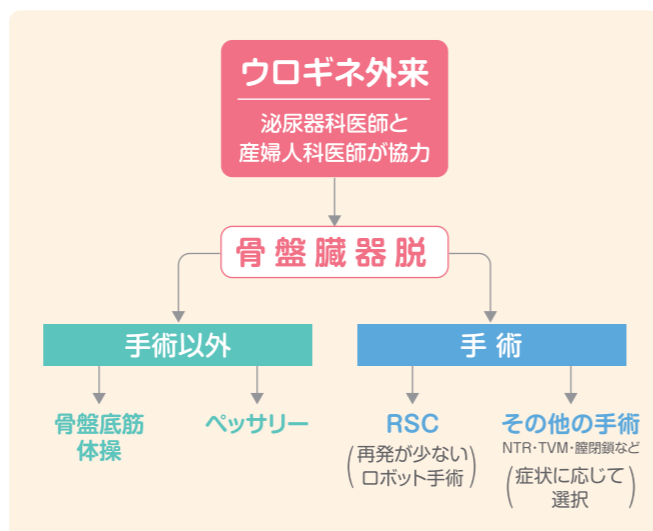 ウロギネ外来
泌尿器科医師と
産婦人科医師が協力
骨盤臓器脱
手術以外
手術
骨盤底筋
体操
ペッサリー
RSC
(再発が少ない
ロボット手術)
その他の手術
NTR・TVM・膣閉鎖など
(症状に応じて
選択)